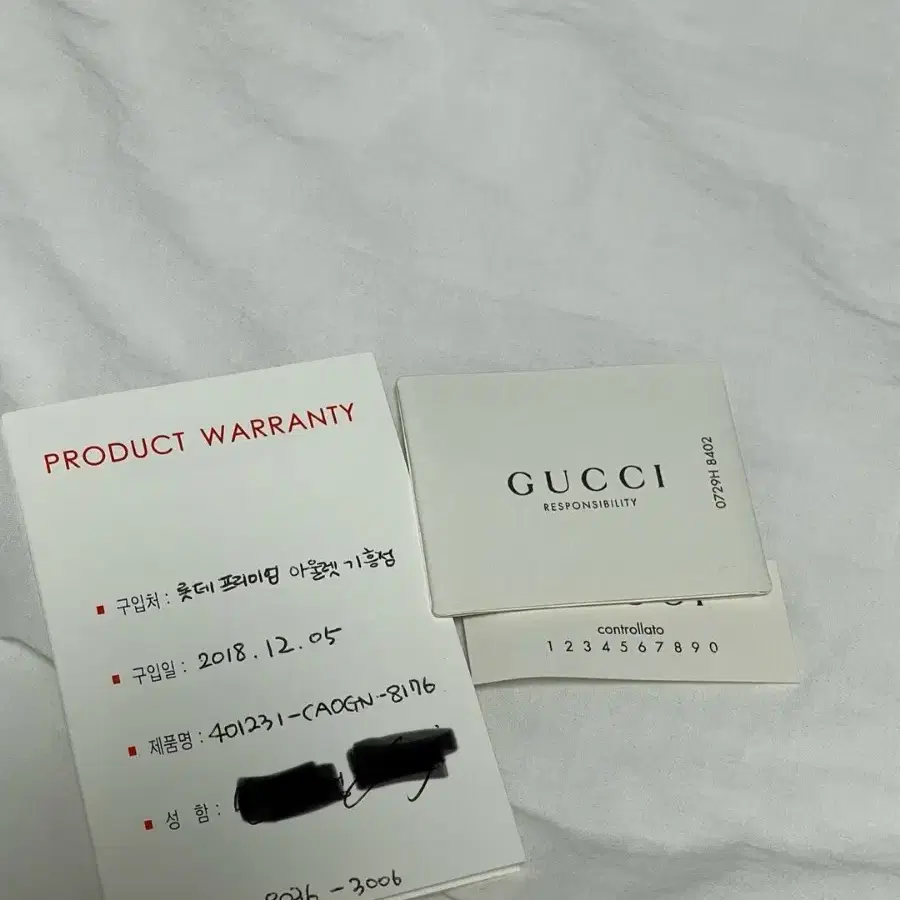 PRODUCT WARRANTY
구입처 : 롯데 프리미엄 아울렛 기흥점
구입일 : 2018.12.05
제품명 : 401231-CAOGN-8176
성 함 :
-3006
GUCCI
RESPONSIBILITY
0729H 8402
controllato
1 2 3 4 5 6 7 8 9 0